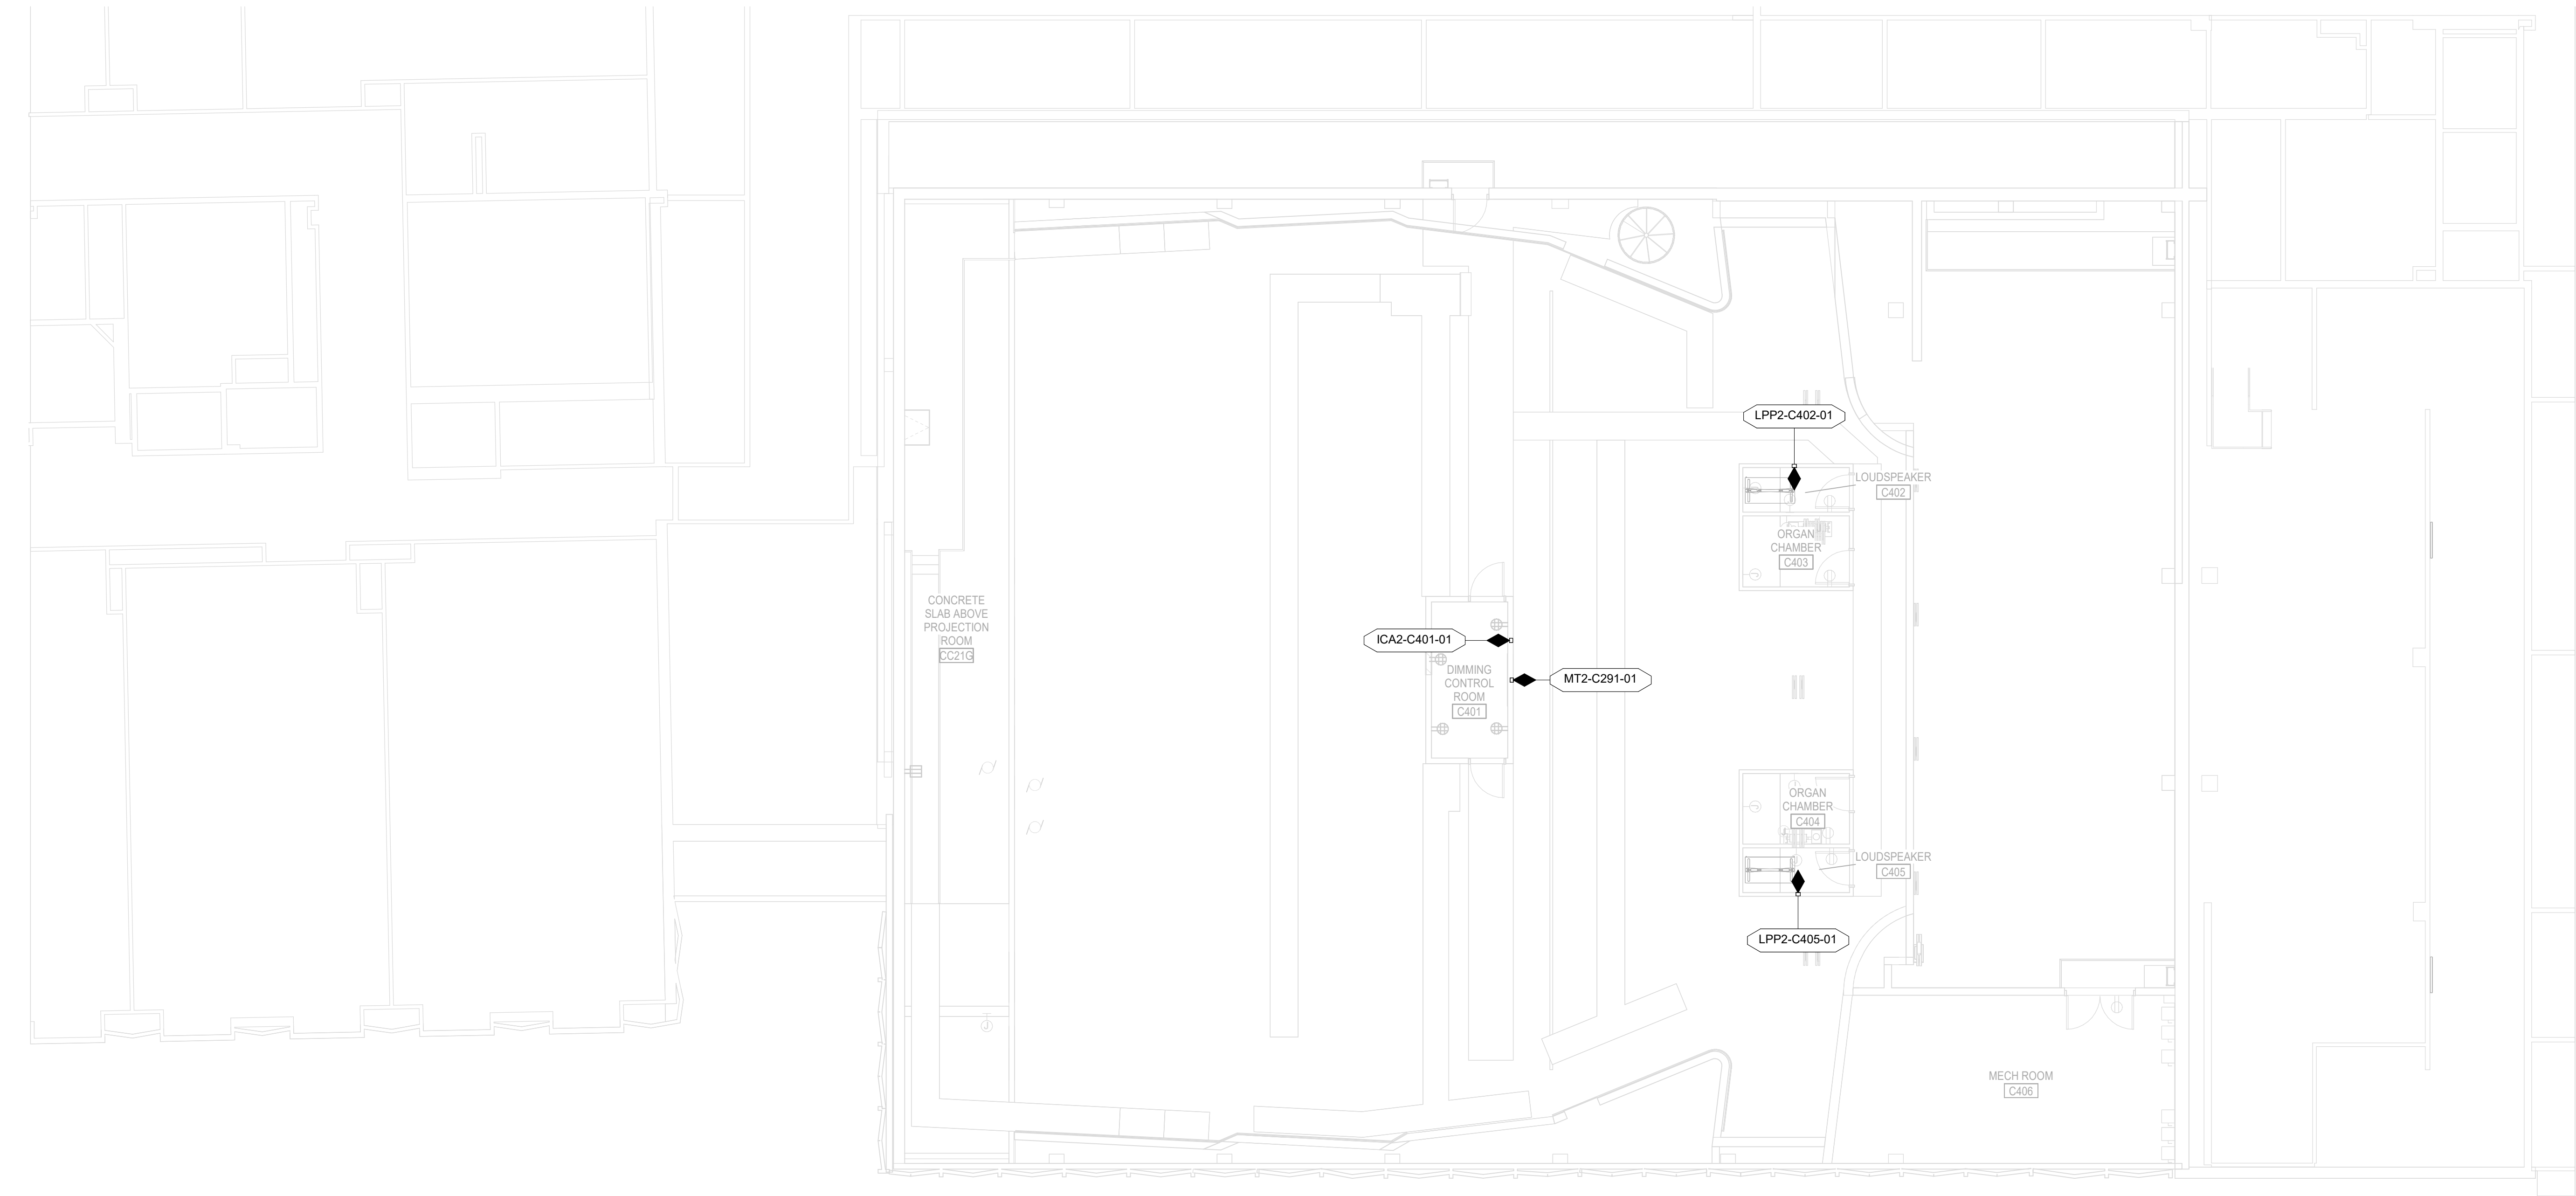 LPP2-C402-01
LOUDSPEAKER
C402
ORGAN
CHAMBER
C403
CONCRETE
SLAB ABOVE
PROJECTION
ROOM
CC21G
ICA2-C401-01
DIMMING
CONTROL
ROOM
C401
MT2-C291-01
ORGAN
CHAMBER
C404
LOUDSPEAKER
C405
LPP2-C405-01
MECH ROOM
C406